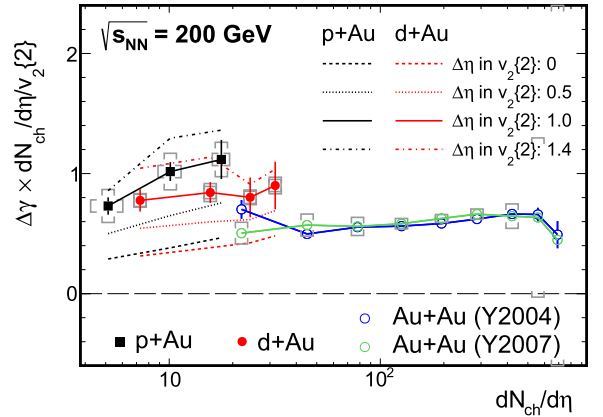 √s_NN = 200 GeV
p+Au d+Au
Δη in v₂{2}: 0
Δη in v₂{2}: 0.5
Δη in v₂{2}: 1.0
Δη in v₂{2}: 1.4
Δγ × dN_ch/dη/v₂{2}
2
1
0
p+Au d+Au
Au+Au (Y2004)
Au+Au (Y2007)
10 10²
dN_ch/dη